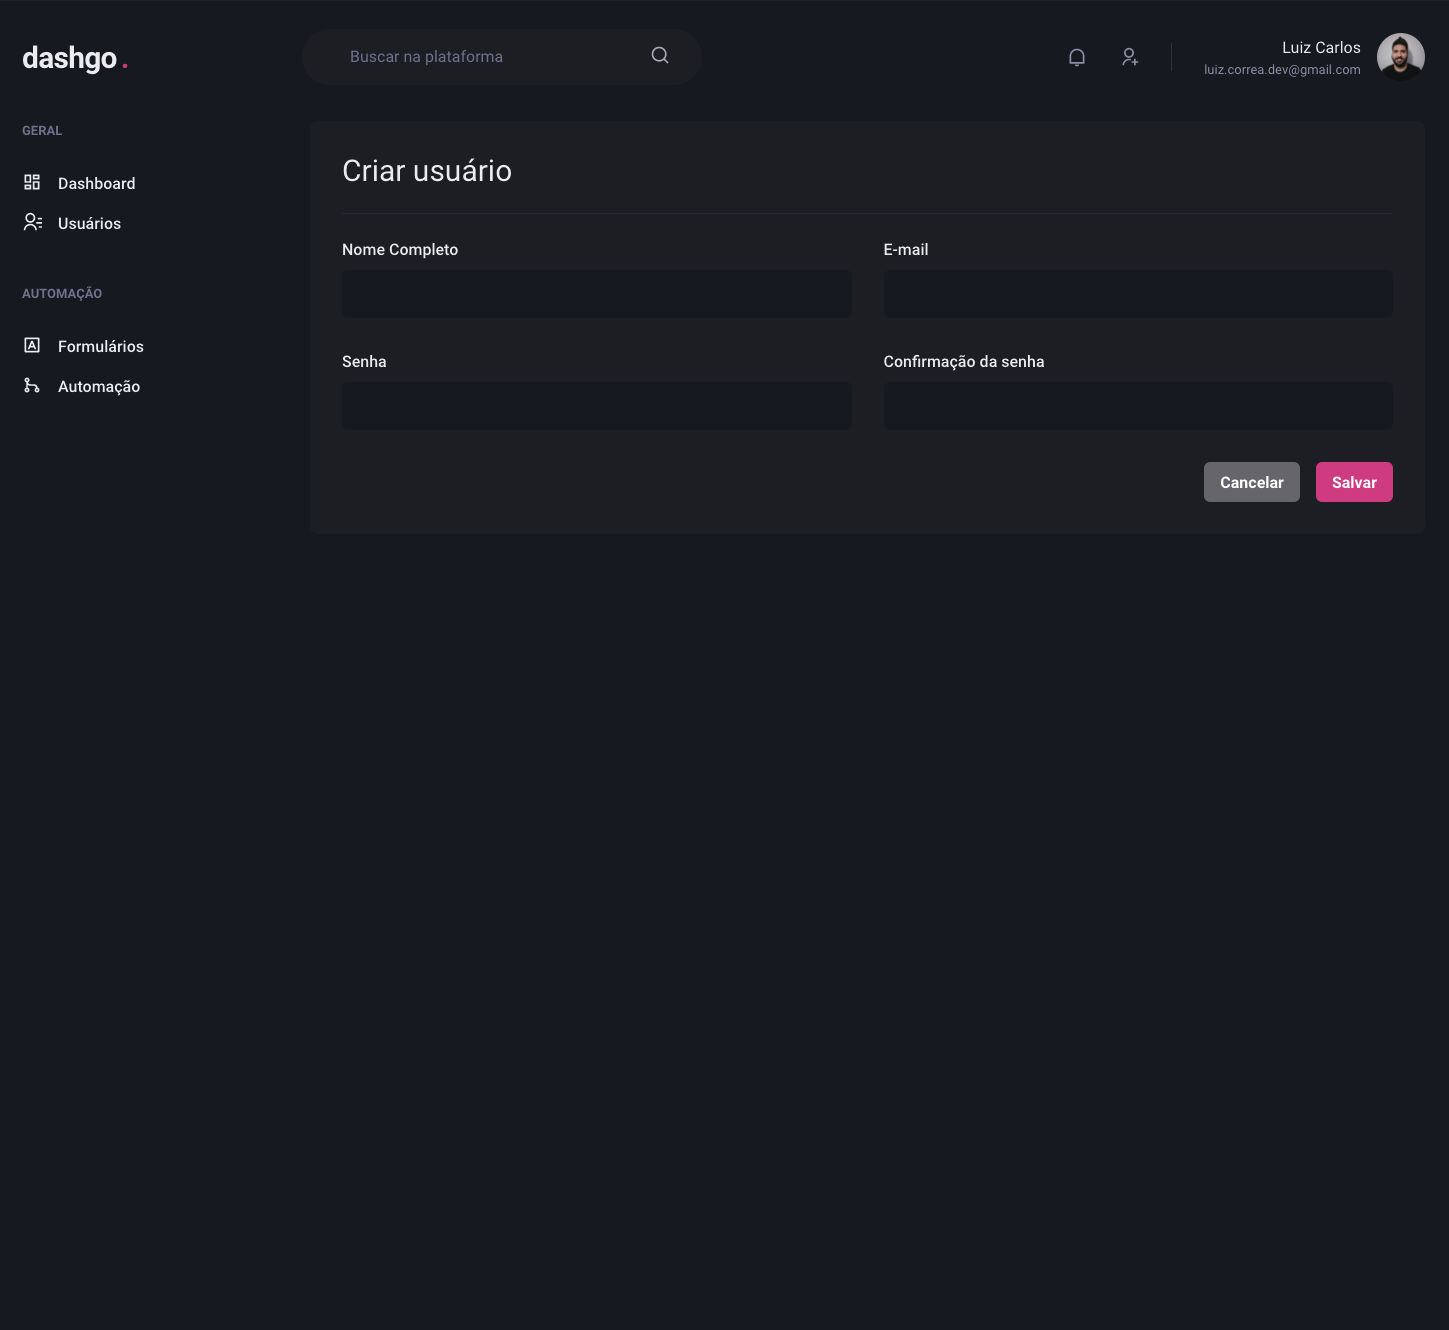 dashgo.
Buscar na plataforma
Luiz Carlos
luiz.correa.dev@gmail.com
GERAL
Dashboard
Usuários
AUTOMAÇÃO
Formulários
Automação
Criar usuário
Nome Completo
E-mail
Senha
Confirmação da senha
Cancelar
Salvar